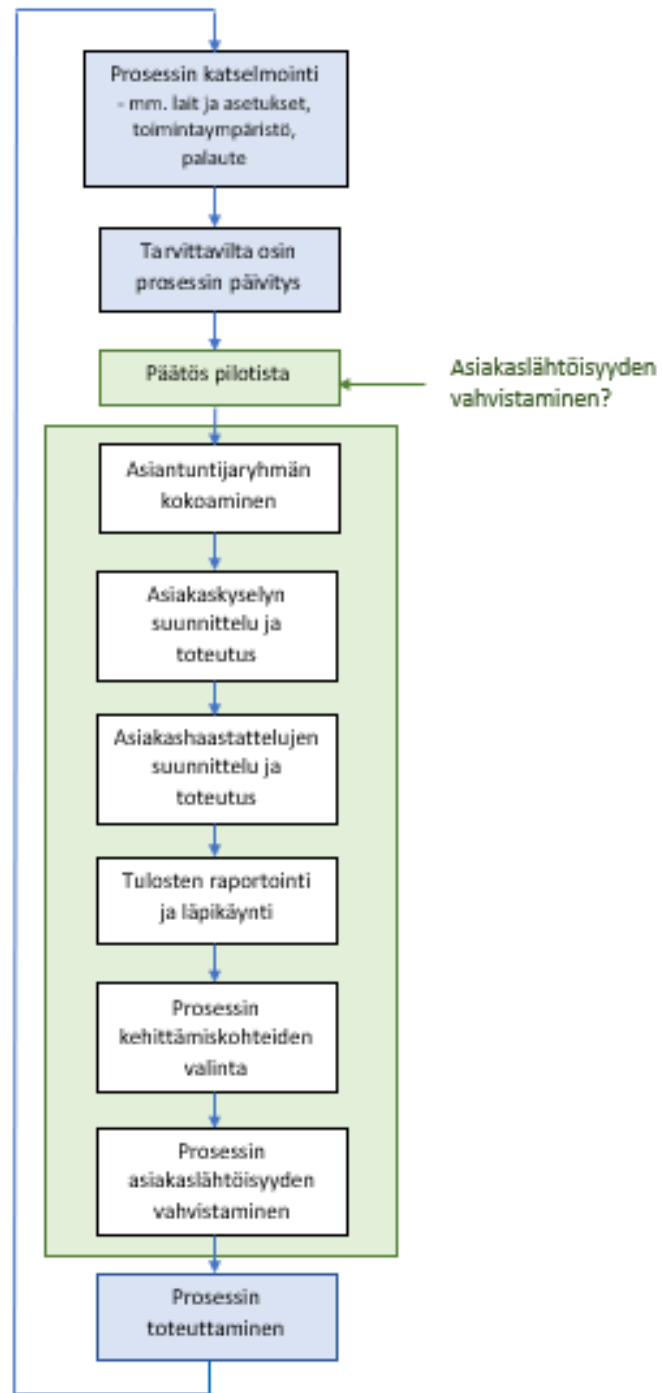 Prosessin katselmointi
- mm. lait ja asetukset,
toimintaympäristö,
palaute
Tarvittavilta osin
prosessin päivitys
Päätös pilotista
Asiakaslähtöisyyden
vahvistaminen?
Asiantuntijaryhmän
kokoaminen
Asiakaskyselyn
suunnittelu ja
toteutus
Asiakashaastattelujen
suunnittelu ja
toteutus
Tulosten raportointi
ja läpikäynti
Prosessin
kehittämiskohteiden
valinta
Prosessin
asiakaslähtöisyyden
vahvistaminen
Prosessin
toteuttaminen